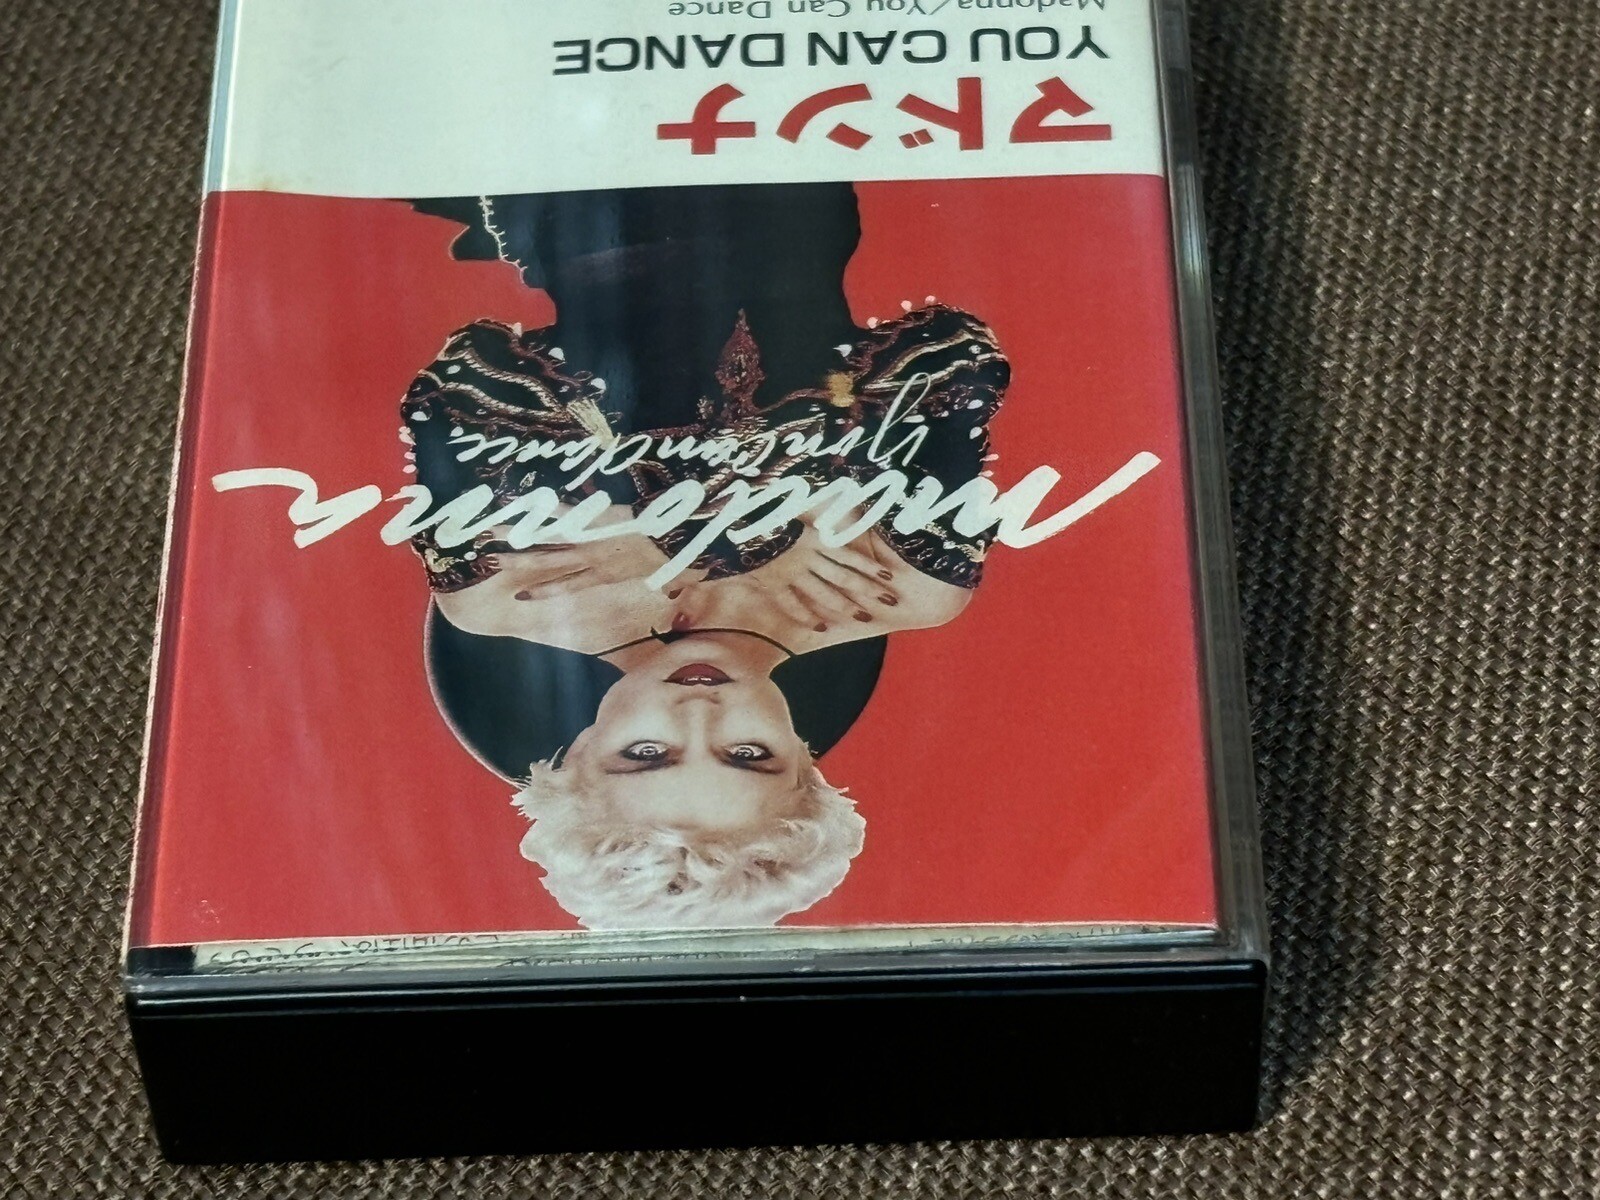 madonna
you can dance.
マドンナ
YOU CAN DANCE
Madonna/You Can Dance